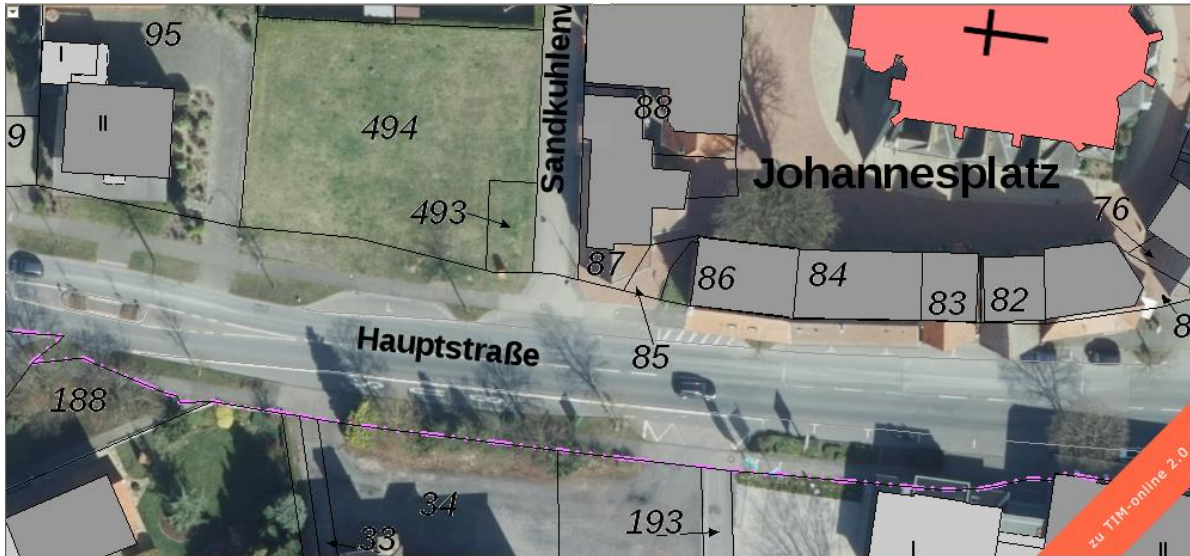 95
I
II
9
494
493
Sandkuhlenw
88
Johannesplatz
76
87
86
84
83
82
8
85
Hauptstraße
188
34
33
193
I
II
zu TIM-online 2.0